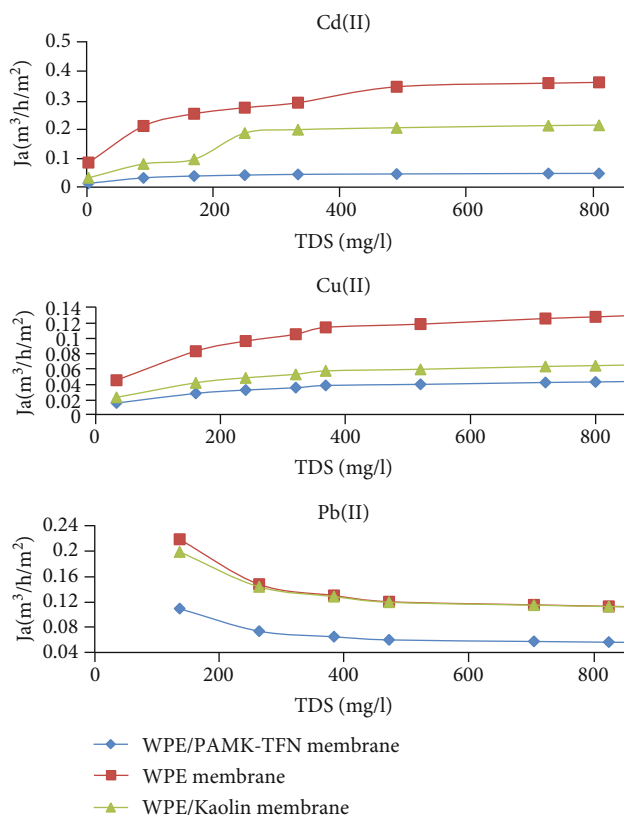 Cd(II)
0.5
0.4
0.3
0.2
0.1
0
Ja(m³/h/m²)
0 200 400 600 800
TDS (mg/l)
Cu(II)
0.14
0.12
0.10
0.08
0.06
0.04
0.02
0
Ja(m³/h/m²)
0 200 400 600 800
TDS (mg/l)
Pb(II)
0.24
0.2
0.16
0.12
0.08
0.04
Ja(m³/h/m²)
0 200 400 600 800
TDS (mg/l)
WPE/PAMK-TFN membrane
WPE membrane
WPE/Kaolin membrane